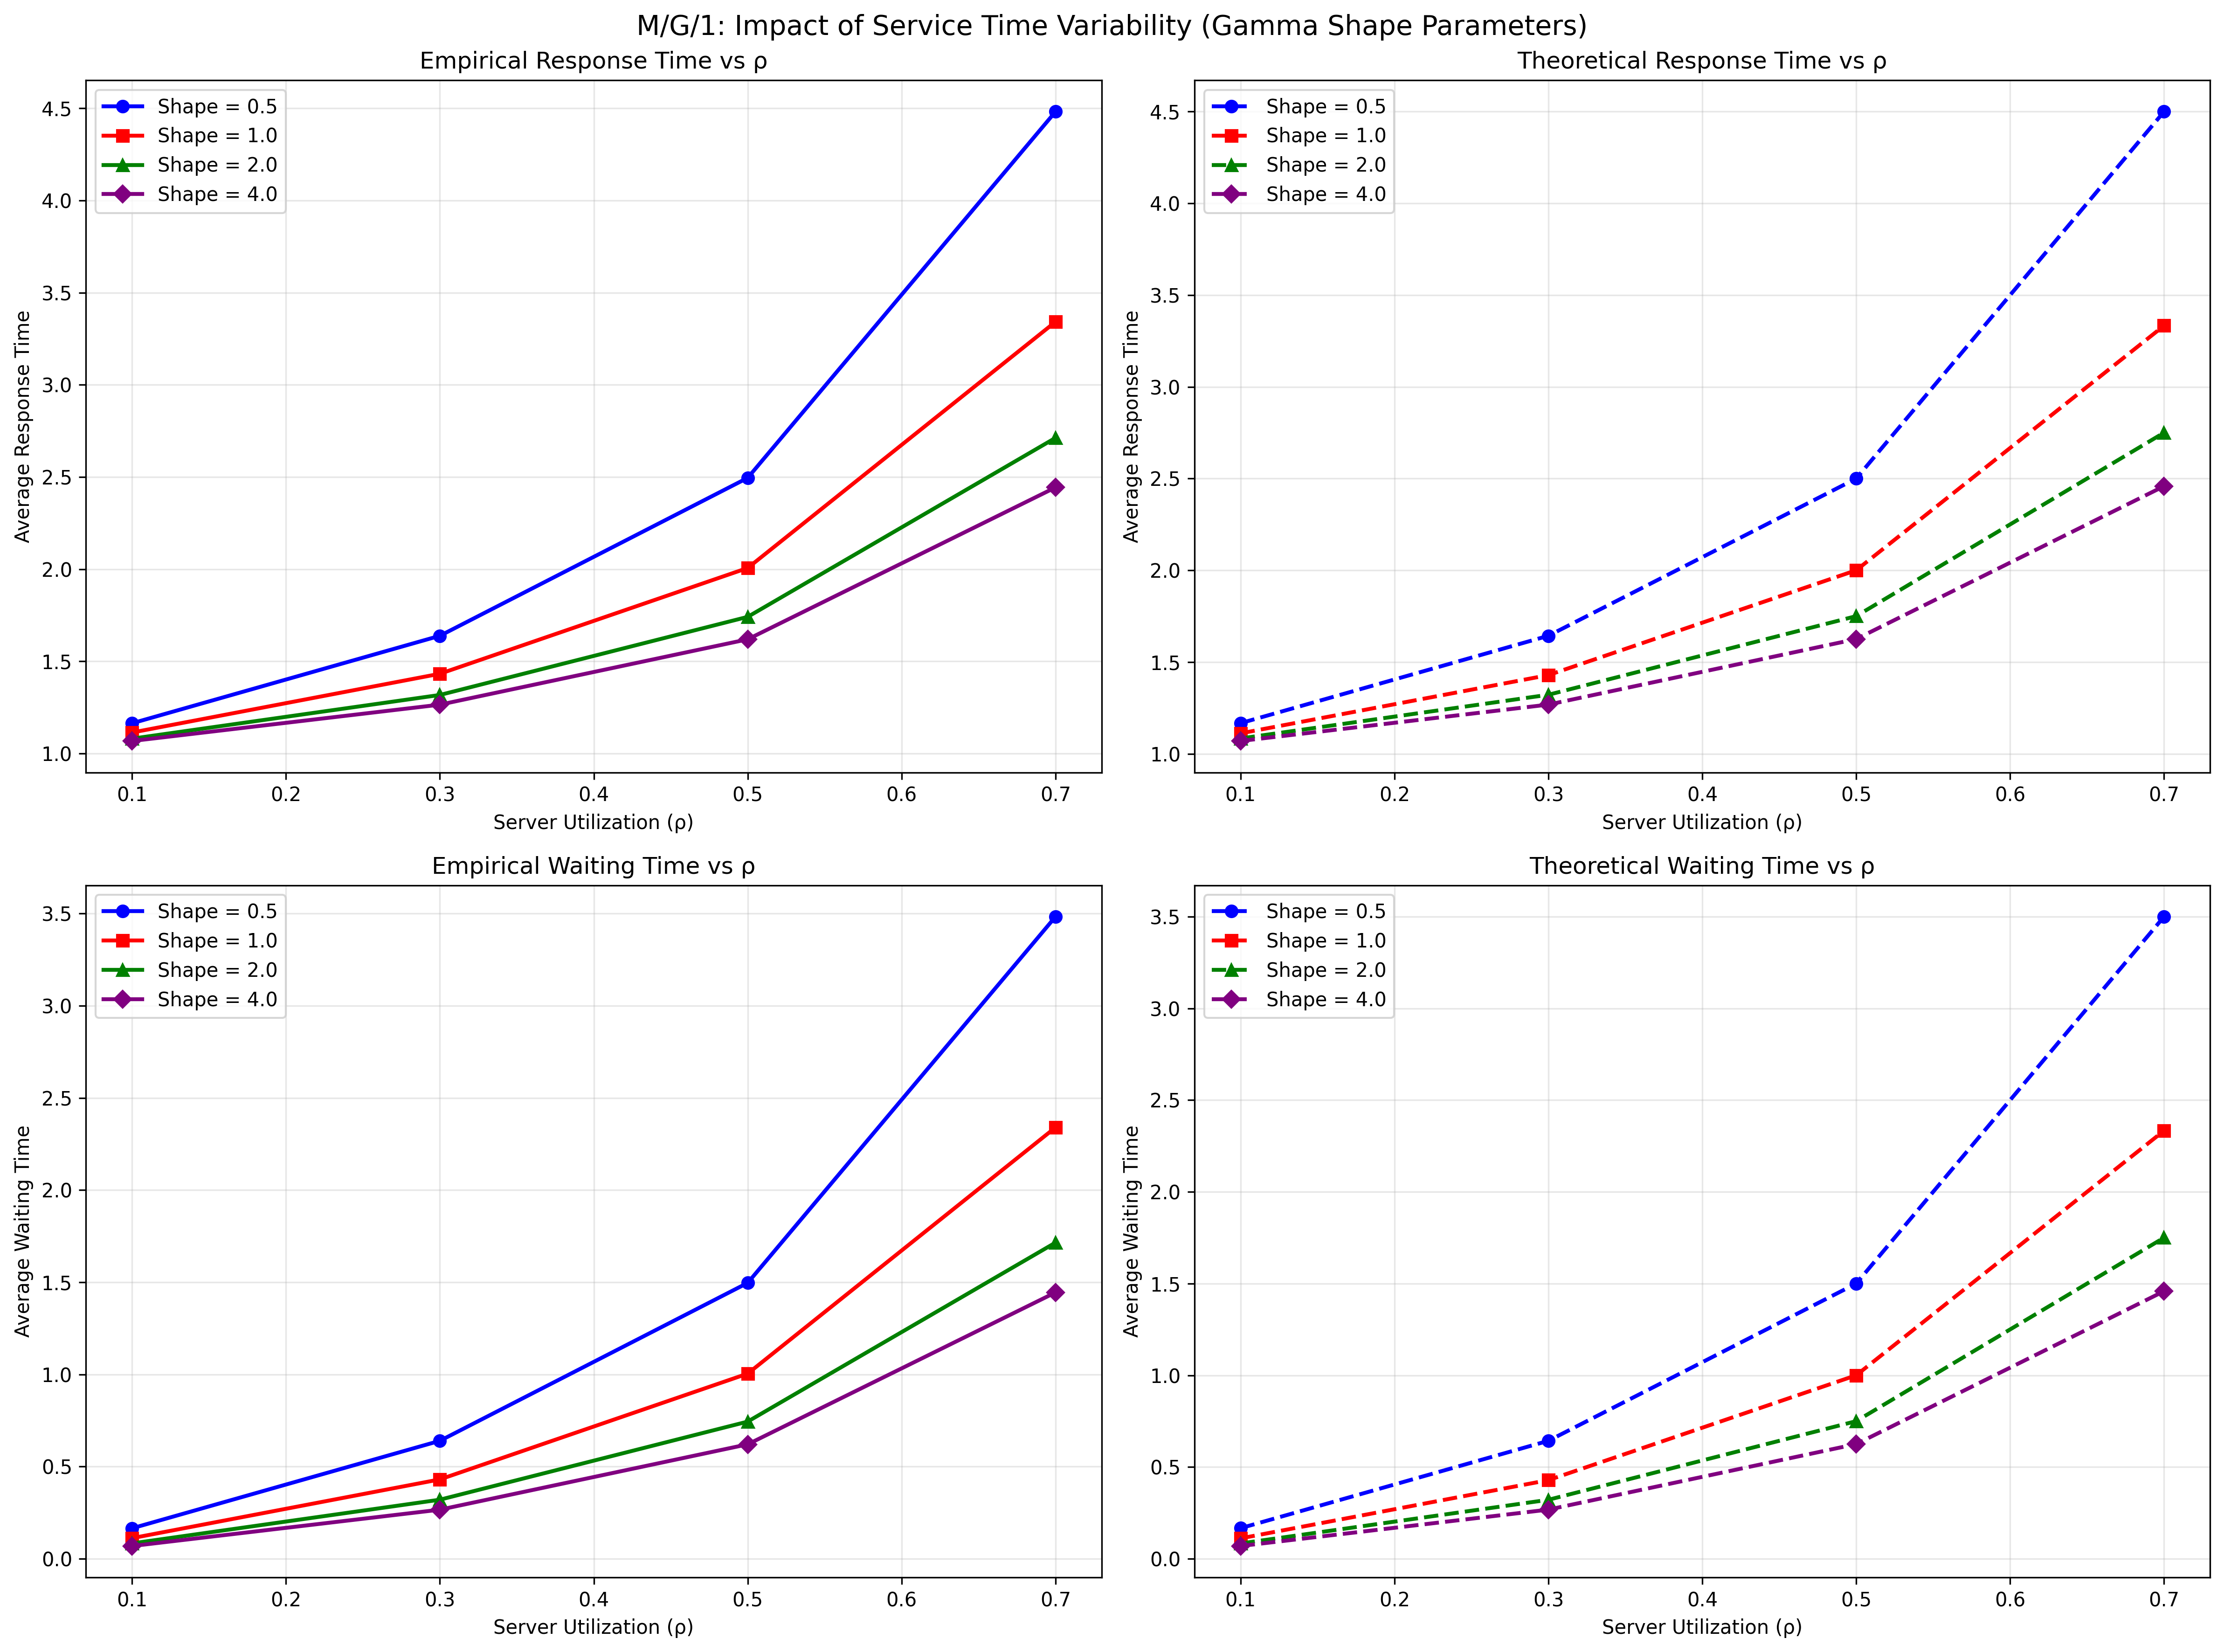 M/G/1: Impact of Service Time Variability (Gamma Shape Parameters)
Empirical Response Time vs ρ
Shape = 0.5
Shape = 1.0
Shape = 2.0
Shape = 4.0
Average Response Time
4.5
4.0
3.5
3.0
2.5
2.0
1.5
1.0
0.1 0.2 0.3 0.4 0.5 0.6 0.7
Server Utilization (ρ)
Theoretical Response Time vs ρ
Shape = 0.5
Shape = 1.0
Shape = 2.0
Shape = 4.0
Average Response Time
4.5
4.0
3.5
3.0
2.5
2.0
1.5
1.0
0.1 0.2 0.3 0.4 0.5 0.6 0.7
Server Utilization (ρ)
Empirical Waiting Time vs ρ
Shape = 0.5
Shape = 1.0
Shape = 2.0
Shape = 4.0
Average Waiting Time
3.5
3.0
2.5
2.0
1.5
1.0
0.5
0.0
0.1 0.2 0.3 0.4 0.5 0.6 0.7
Server Utilization (ρ)
Theoretical Waiting Time vs ρ
Shape = 0.5
Shape = 1.0
Shape = 2.0
Shape = 4.0
Average Waiting Time
3.5
3.0
2.5
2.0
1.5
1.0
0.5
0.0
0.1 0.2 0.3 0.4 0.5 0.6 0.7
Server Utilization (ρ)